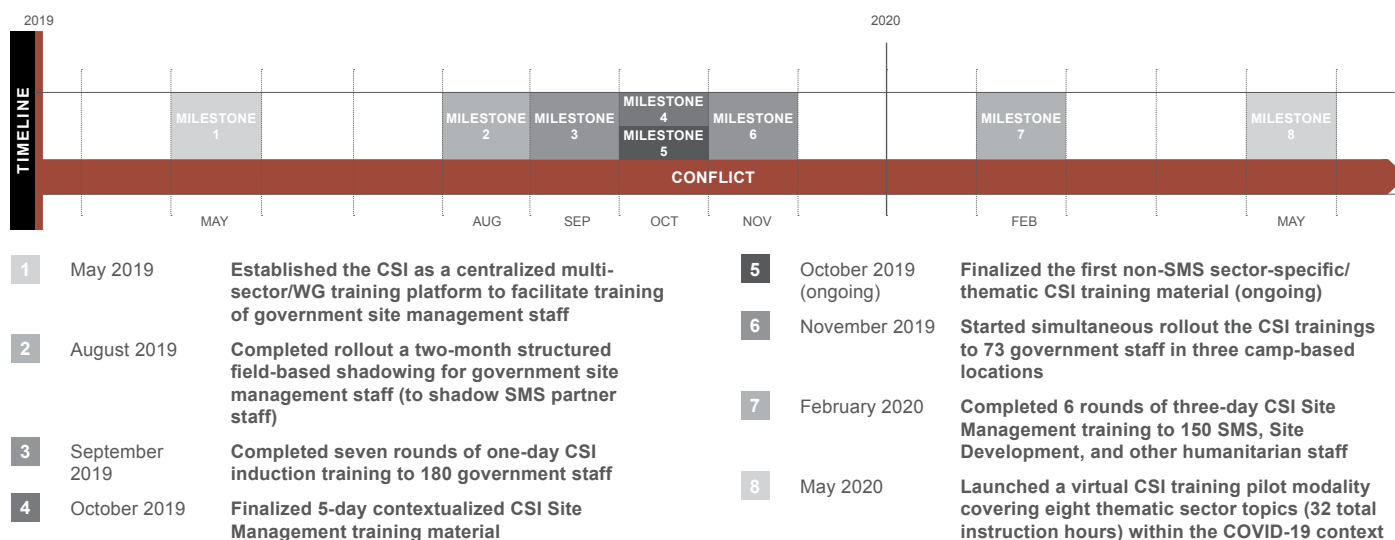 2019
2020
TIMELINE
MILESTONE
1
MILESTONE
2
MILESTONE
3
MILESTONE
4
MILESTONE
5
MILESTONE
6
MILESTONE
7
MILESTONE
8
CONFLICT
MAY
AUG
SEP
OCT
NOV
FEB
MAY
1 May 2019 Established the CSI as a centralized multi-
sector/WG training platform to facilitate training
of government site management staff
2 August 2019 Completed rollout a two-month structured
field-based shadowing for government site
management staff (to shadow SMS partner
staff)
3 September Completed seven rounds of one-day CSI
2019 induction training to 180 government staff
4 October 2019 Finalized 5-day contextualized CSI Site
Management training material
5 October 2019 Finalized the first non-SMS sector-specific/
(ongoing) thematic CSI training material (ongoing)
6 November 2019 Started simultaneous rollout the CSI trainings
to 73 government staff in three camp-based
locations
7 February 2020 Completed 6 rounds of three-day CSI Site
Management training to 150 SMS, Site
Development, and other humanitarian staff
8 May 2020 Launched a virtual CSI training pilot modality
covering eight thematic sector topics (32 total
instruction hours) within the COVID-19 context